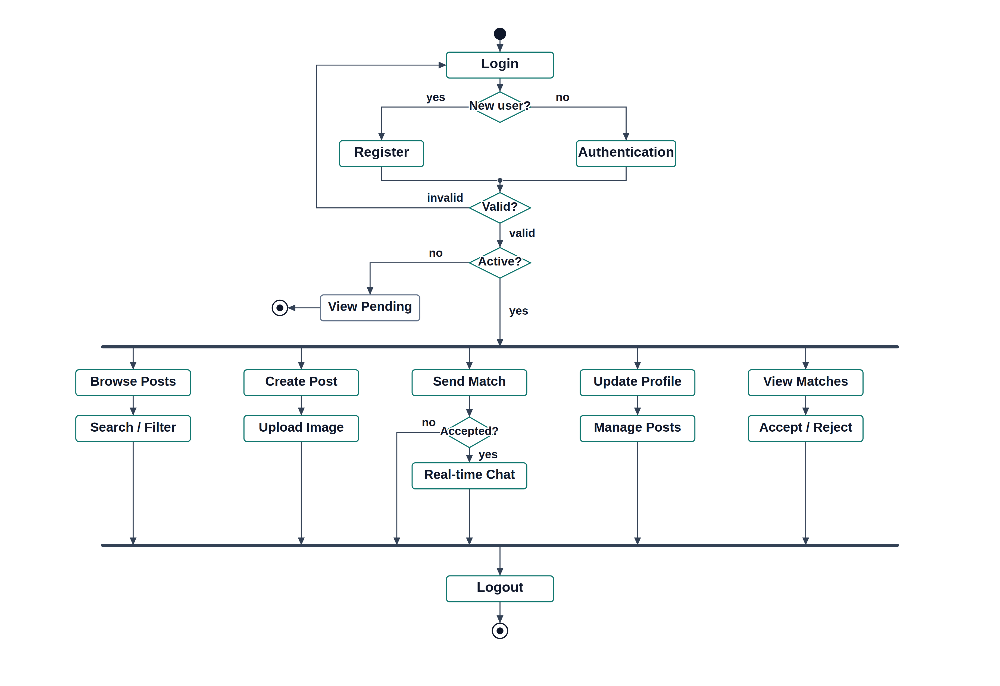 Login
yes
New user?
no
Register
Authentication
invalid
Valid?
valid
no
Active?
View Pending
yes
Browse Posts
Create Post
Send Match
Update Profile
View Matches
Search / Filter
Upload Image
no
Accepted?
Manage Posts
Accept / Reject
yes
Real-time Chat
Logout